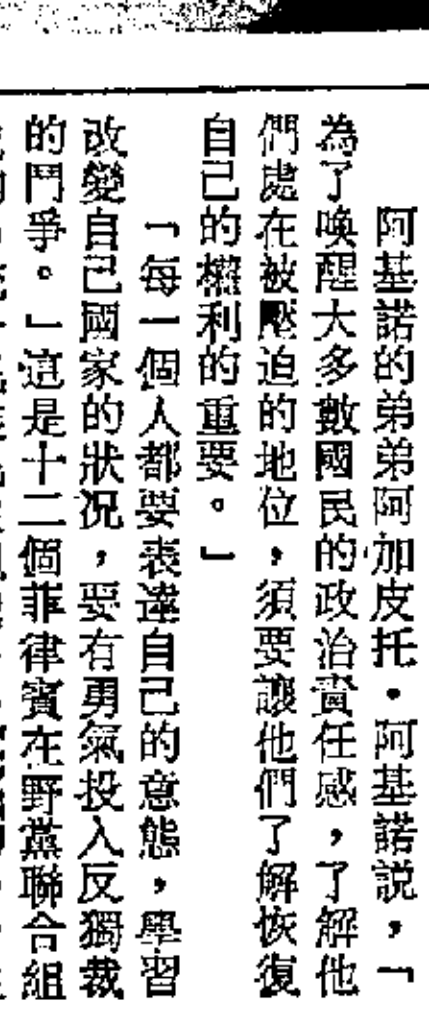 阿基諾的弟弟阿加皮托・阿基諾説，「
為了喚醒大多數國民的政治責任感，了解他
們處在被壓迫的地位，須要讓他們了解恢復
自己的權利的重要。」
「每一個人都要表達自己的意態，學習
改變自己國家的狀況，要有勇氣投入反獨裁
的鬥爭。」這是十二個菲律賓在野黨聯合組